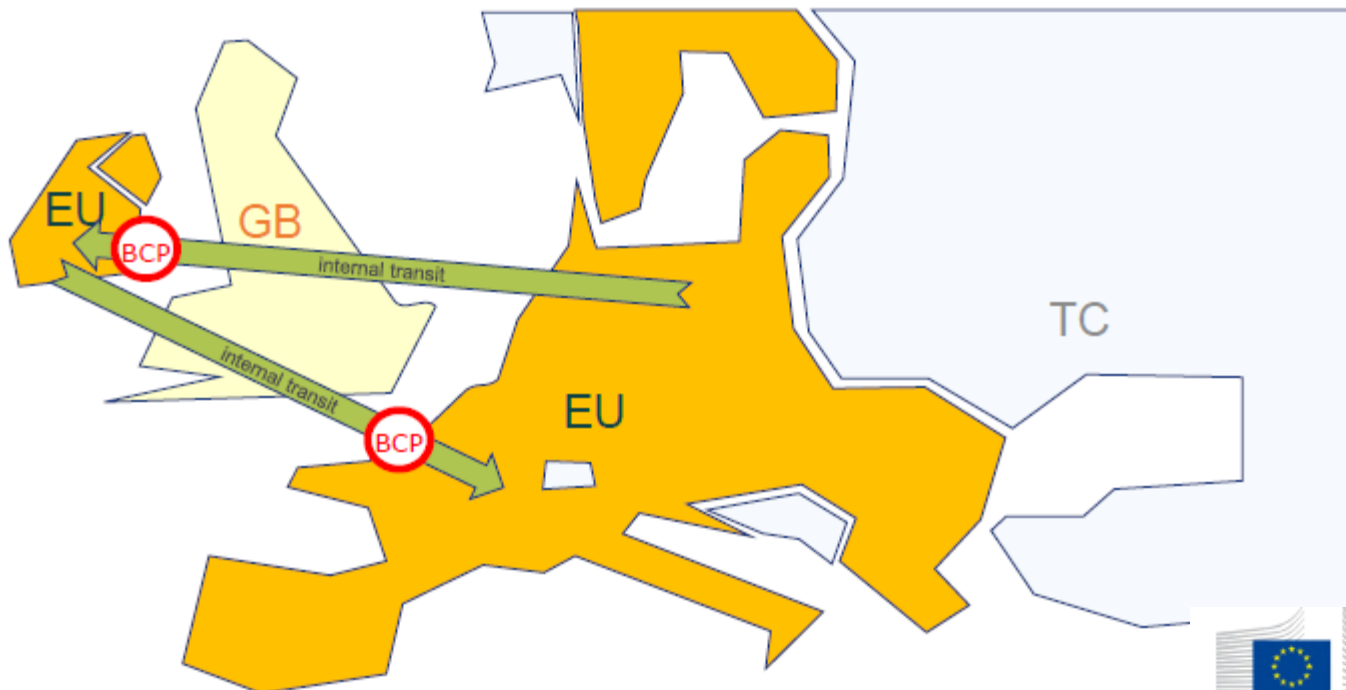 EU
GB
BCP
internal transit
TC
internal transit
EU
BCP